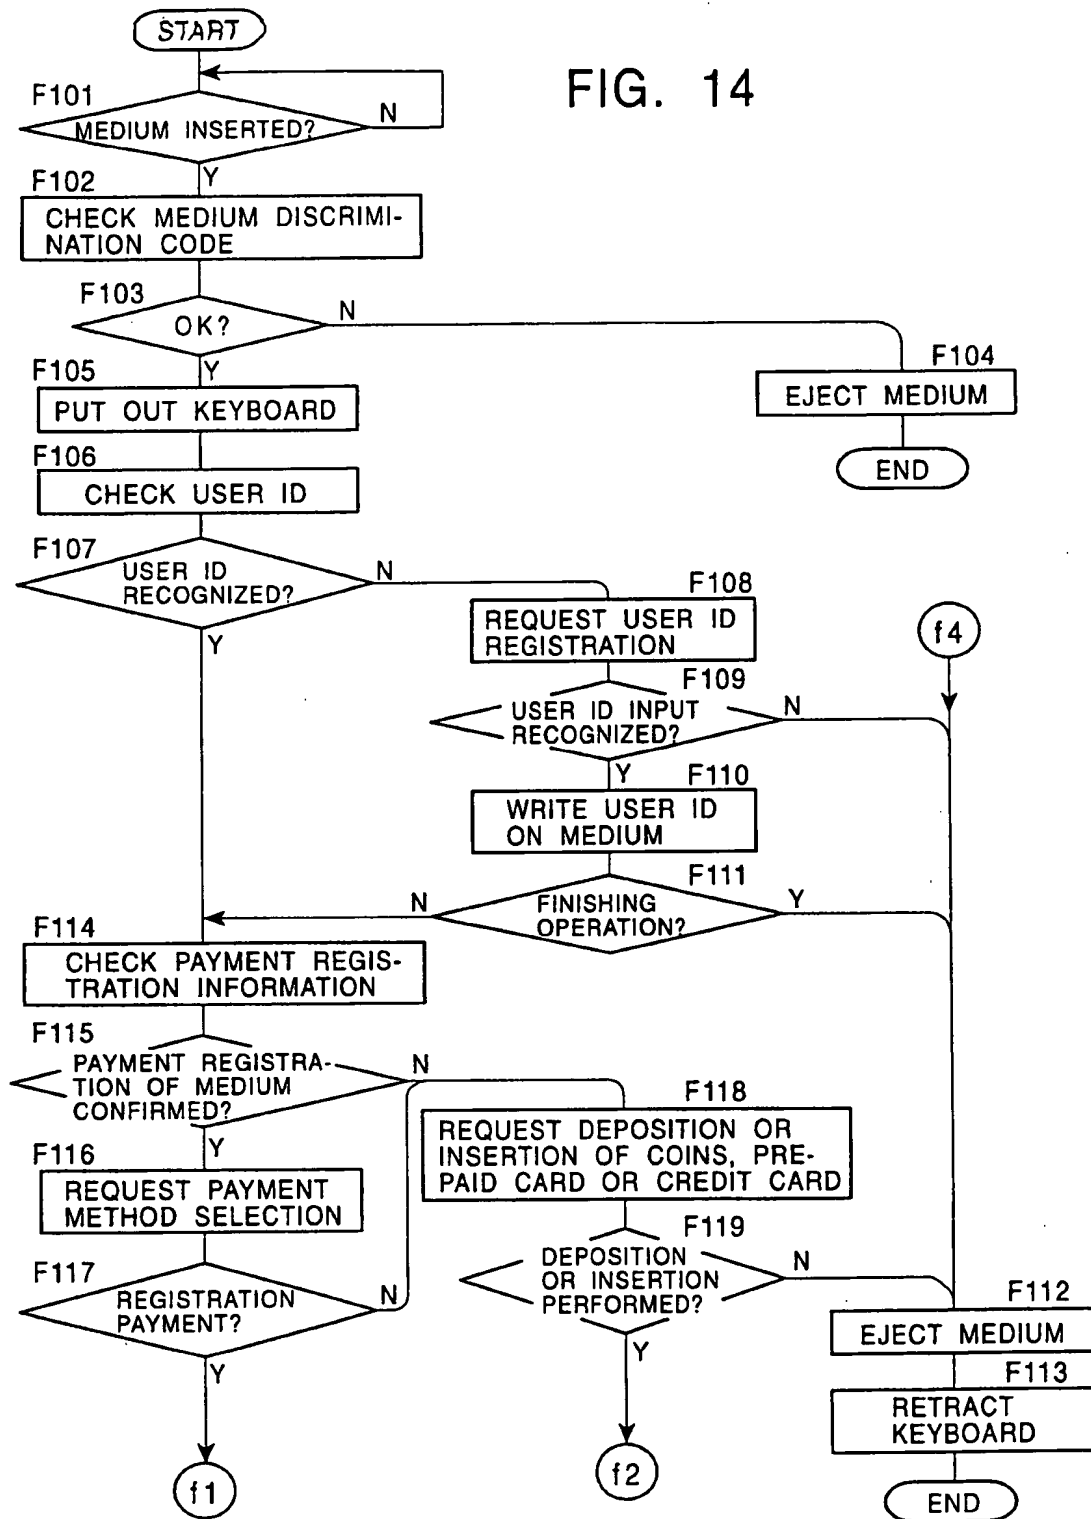 START
FIG. 14
F101
MEDIUM INSERTED?
N
Y
F102
CHECK MEDIUM DISCRIMI-
NATION CODE
F103
OK?
N
Y
F104
EJECT MEDIUM
END
F105
PUT OUT KEYBOARD
F106
CHECK USER ID
F107
USER ID
RECOGNIZED?
N
Y
F108
REQUEST USER ID
REGISTRATION
f4
F109
USER ID INPUT
RECOGNIZED?
N
Y
F110
WRITE USER ID
ON MEDIUM
F111
FINISHING
OPERATION?
N
Y
F114
CHECK PAYMENT REGIS-
TRATION INFORMATION
F115
PAYMENT REGISTRA-
TION OF MEDIUM
CONFIRMED?
N
Y
F116
REQUEST PAYMENT
METHOD SELECTION
F117
REGISTRATION
PAYMENT?
N
Y
f1
F118
REQUEST DEPOSITION OR
INSERTION OF COINS, PRE-
PAID CARD OR CREDIT CARD
F119
DEPOSITION
OR INSERTION
PERFORMED?
N
Y
f2
F112
EJECT MEDIUM
F113
RETRACT
KEYBOARD
END